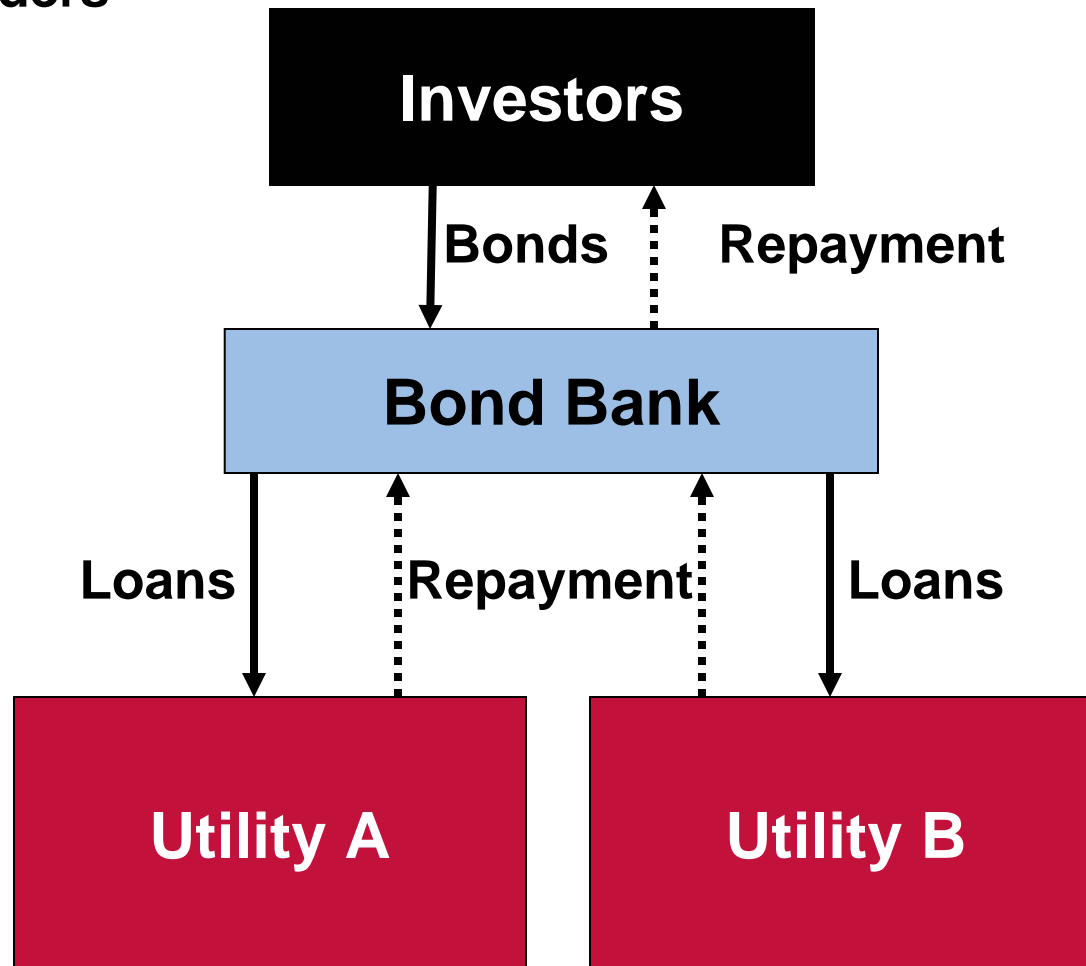 Investors
Bonds
Repayment
Bond Bank
Loans
Repayment
Loans
Utility A
Utility B